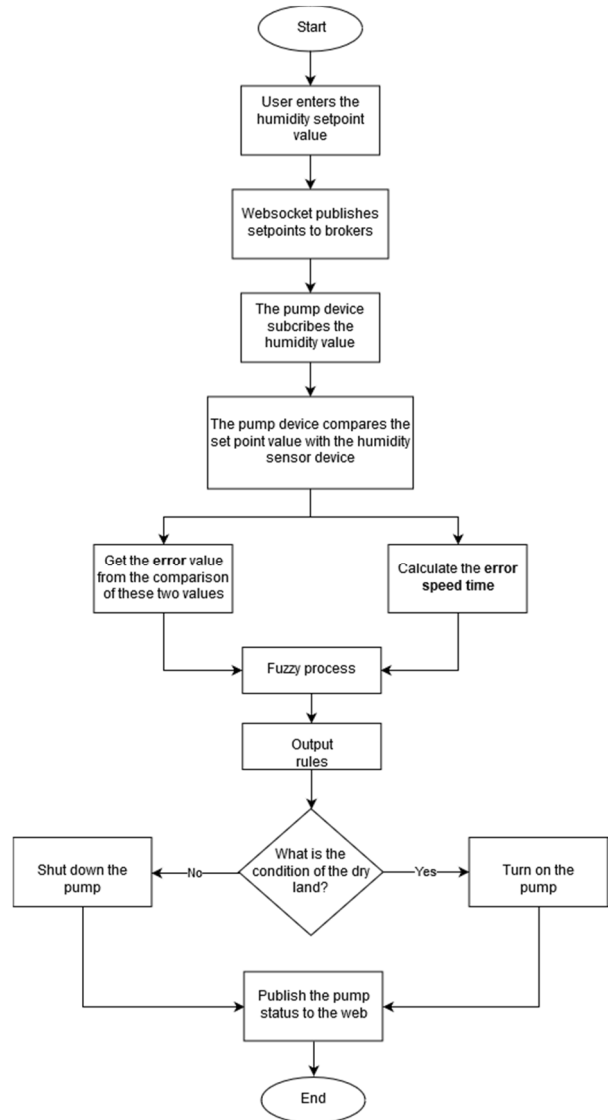 Start
User enters the
humidity setpoint
value
Websocket publishes
setpoints to brokers
The pump device
subcribes the
humidity value
The pump device compares the
set point value with the humidity
sensor device
Get the error value
from the comparison
of these two values
Calculate the error
speed time
Fuzzy process
Output
rules
What is the
condition of the dry
land?
No
Yes
Shut down the
pump
Turn on the
pump
Publish the pump
status to the web
End